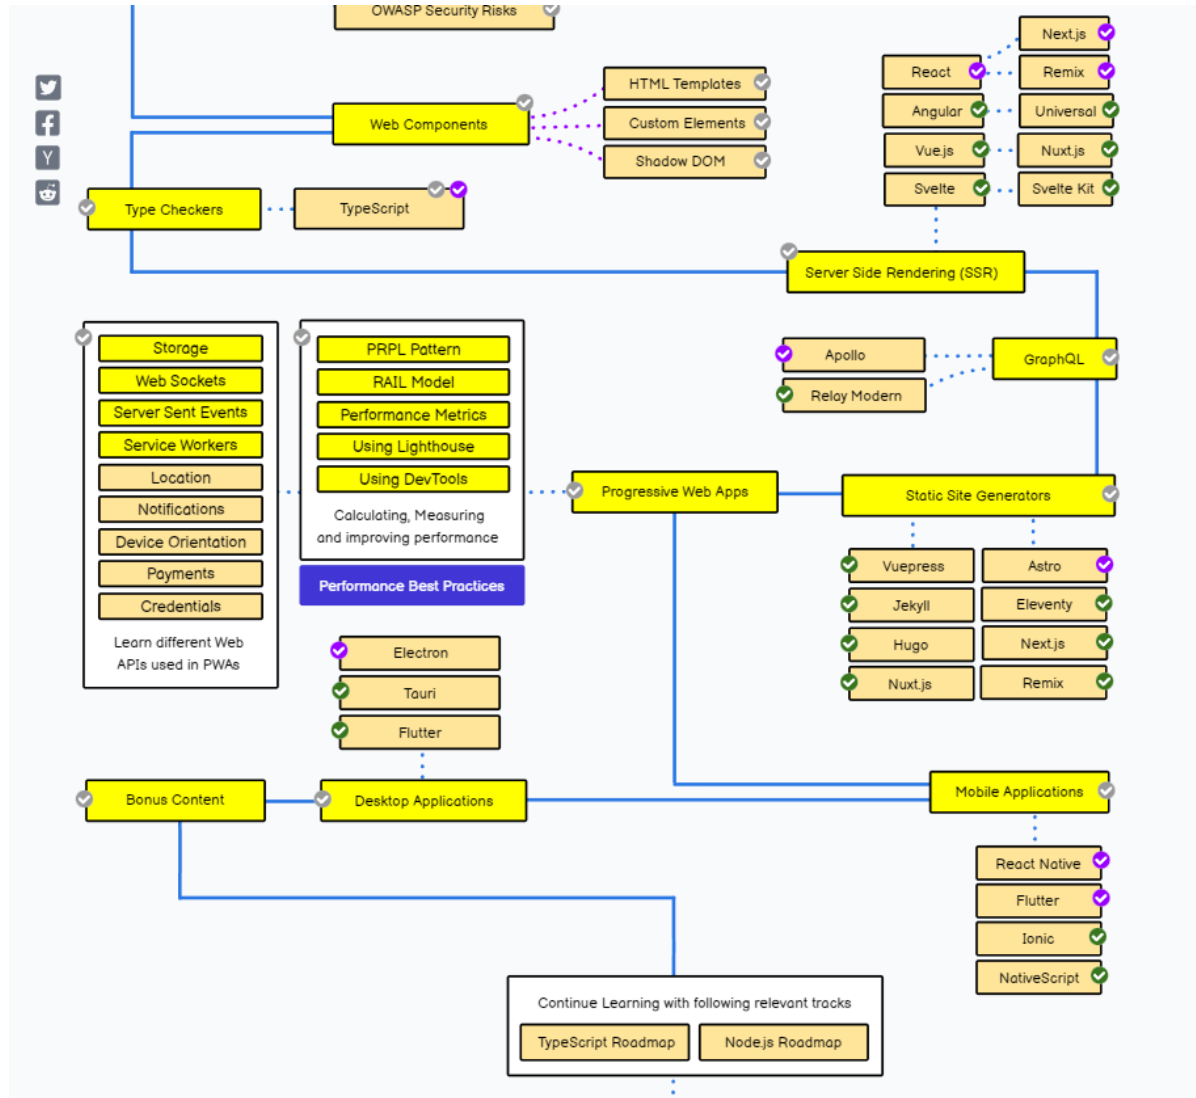 OWASP Security Risks
Next.js
React
Remix
HTML Templates
Web Components
Custom Elements
Shadow DOM
Angular
Universal
Vue.js
Nuxt.js
Svelte
Svelte Kit
Y
Type Checkers
TypeScript
Server Side Rendering (SSR)
Storage
Web Sockets
Server Sent Events
Service Workers
Location
Notifications
Device Orientation
Payments
Credentials
Learn different Web
APIs used in PWAs
PRPL Pattern
RAIL Model
Performance Metrics
Using Lighthouse
Using DevTools
Calculating, Measuring
and improving performance
Performance Best Practices
Apollo
Relay Modern
GraphQL
Progressive Web Apps
Static Site Generators
Vuepress
Astro
Jekyll
Eleventy
Hugo
Next.js
Nuxt.js
Remix
Electron
Tauri
Flutter
Bonus Content
Desktop Applications
Mobile Applications
React Native
Flutter
Ionic
NativeScript
Continue Learning with following relevant tracks
TypeScript Roadmap
Node.js Roadmap